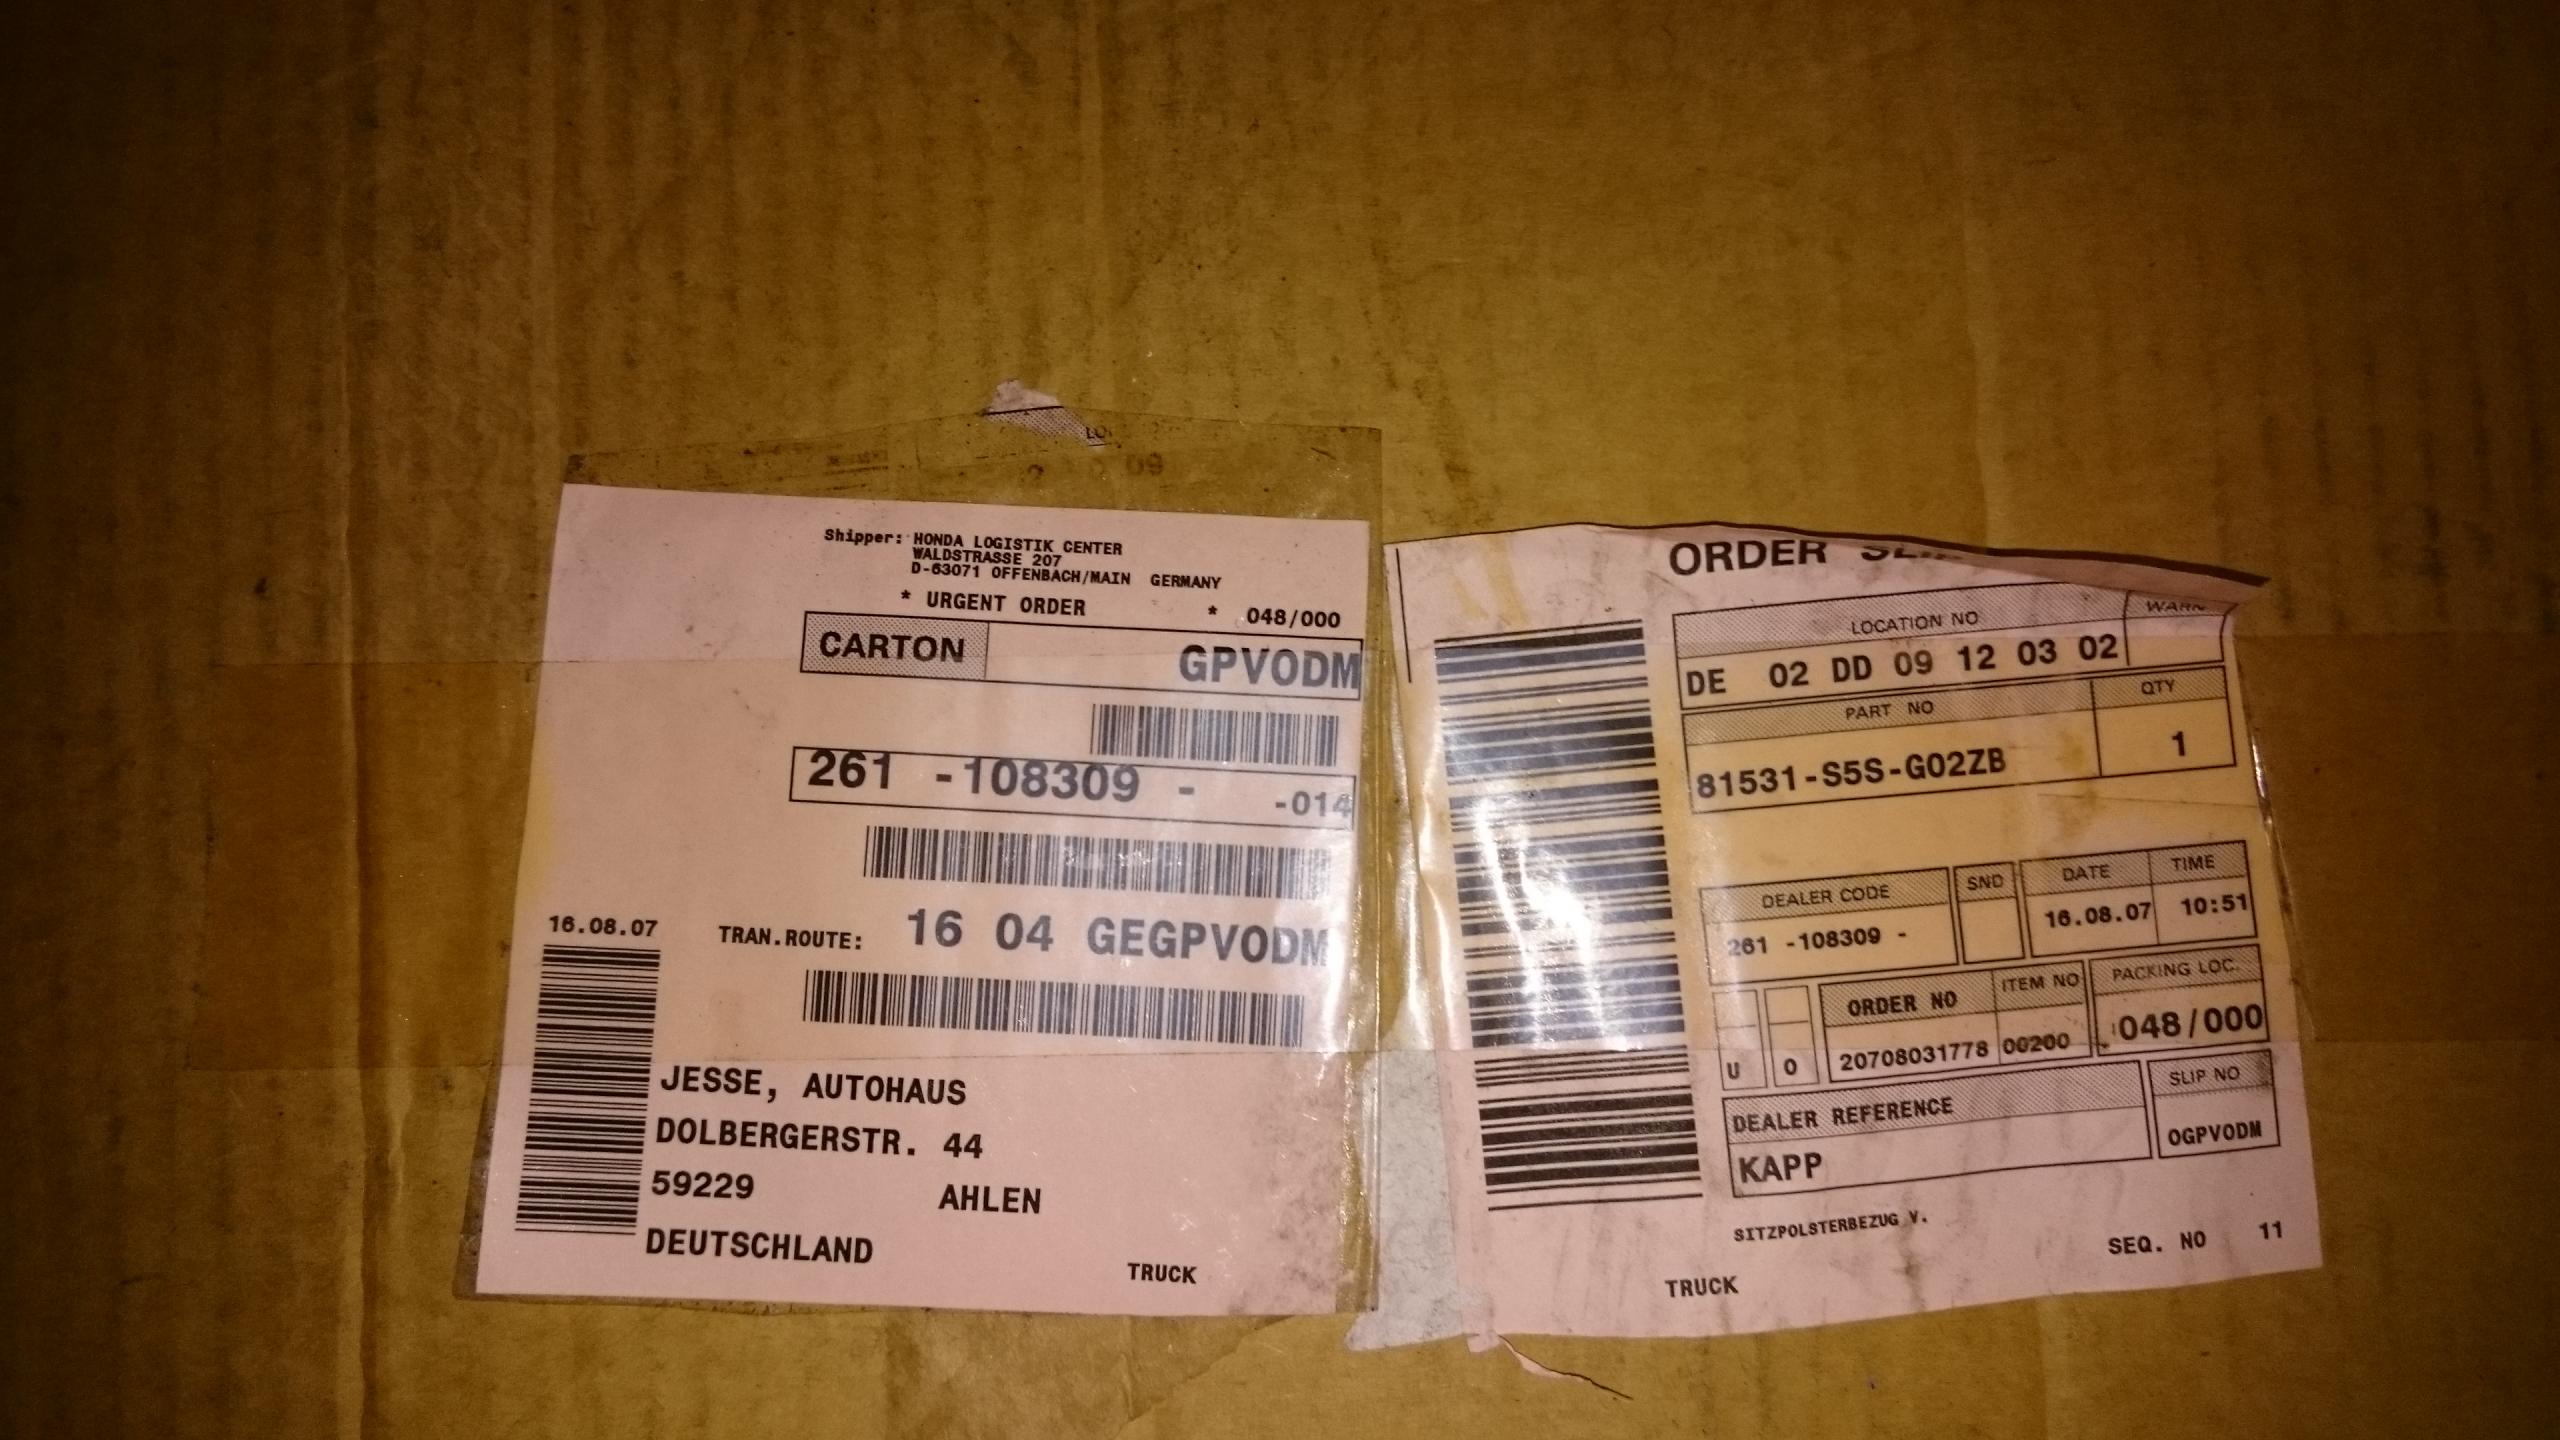 09
Shipper: HONDA LOGISTIK CENTER
WALDSTRASSE 207
D-63071 OFFENBACH/MAIN GERMANY
* URGENT ORDER * 048/000
CARTON GPVODM
261 -108309 - -014
16.08.07
TRAN.ROUTE: 16 04 GEGPVODM
JESSE, AUTOHAUS
DOLBERGERSTR. 44
59229 AHLEN
DEUTSCHLAND
TRUCK
ORDER
LOCATION NO
DE 02 DD 09 12 03 02
PART NO QTY
81531-S5S-G02ZB 1
DEALER CODE SND DATE TIME
261 -108309 - 16.08.07 10:51
ORDER NO ITEM NO PACKING LOC.
U 0 20708031778 00200 048/000
DEALER REFERENCE SLIP NO
KAPP OGPVODM
SITZPOLSTERBEZUG V.
SEQ. NO 11
TRUCK